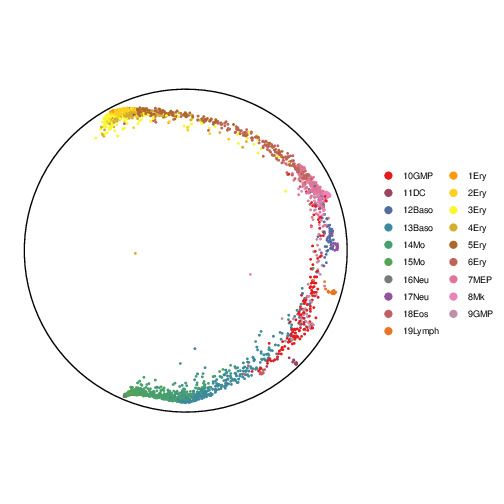 10GMP 1Ery
11DC 2Ery
12Baso 3Ery
13Baso 4Ery
14Mo 5Ery
15Mo 6Ery
16Neu 7MEP
17Neu 8Mk
18Eos 9GMP
19Lymph